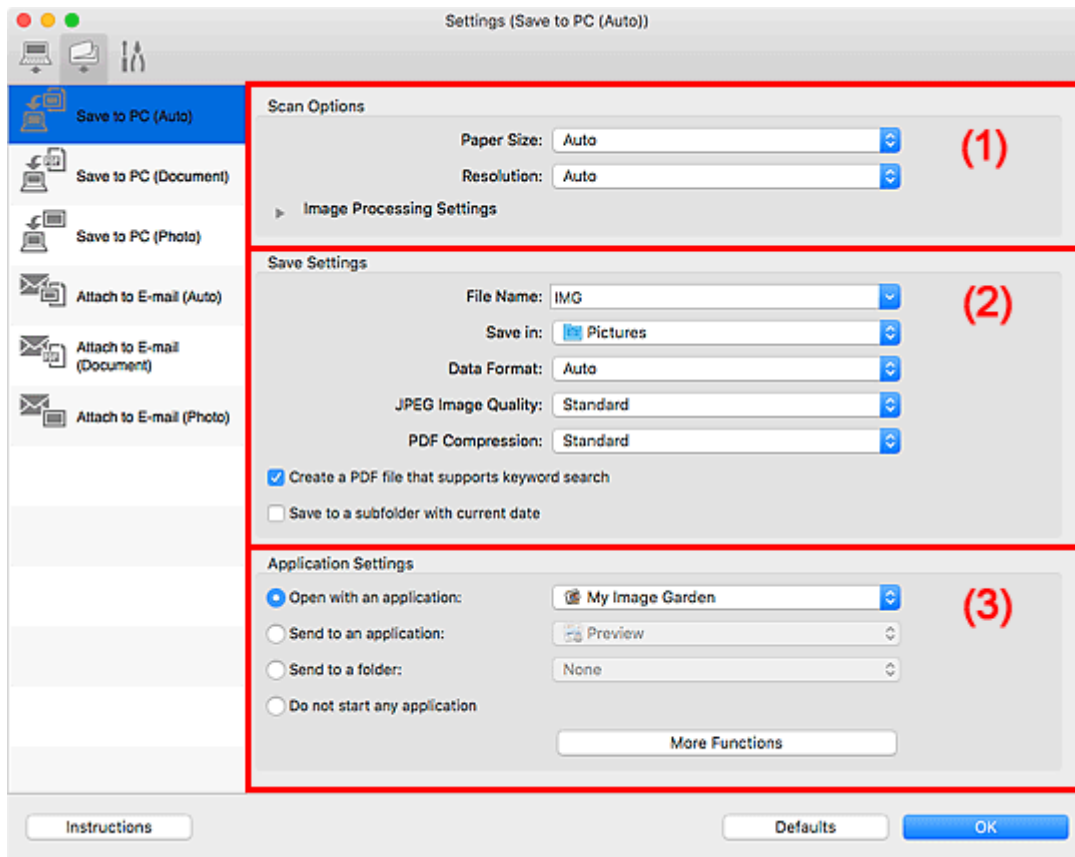 Settings (Save to PC (Auto))
Save to PC (Auto)
Save to PC (Document)
Save to PC (Photo)
Attach to E-mail (Auto)
Attach to E-mail
(Document)
Attach to E-mail (Photo)
Scan Options
(1)
Paper Size: Auto
Resolution: Auto
Image Processing Settings
Save Settings
(2)
File Name: IMG
Save in: Pictures
Data Format: Auto
JPEG Image Quality: Standard
PDF Compression: Standard
Create a PDF file that supports keyword search
Save to a subfolder with current date
Application Settings
(3)
Open with an application: My Image Garden
Send to an application: Preview
Send to a folder: None
Do not start any application
More Functions
Instructions
Defaults
OK